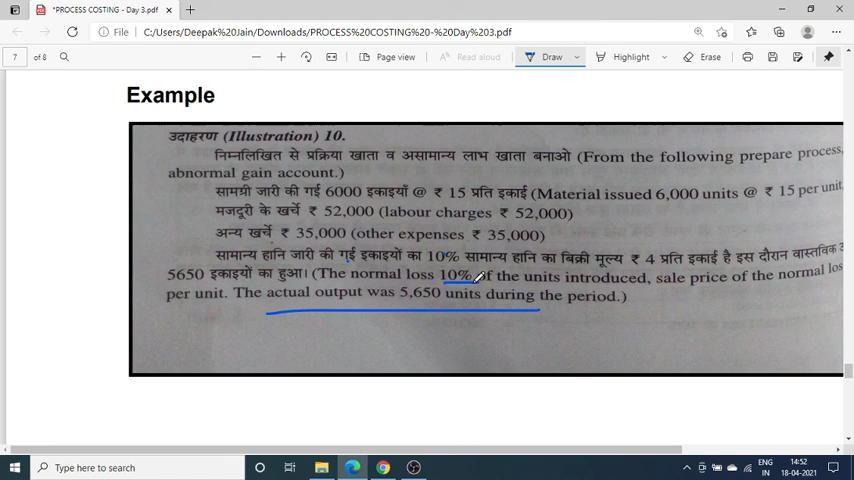 *PROCESS COSTING - Day 3.pdf
File C:/Users/Deepak%20Jain/Downloads/PROCESS%20COSTING%20-%20Day%203.pdf
7 of 8 Page view Read aloud Draw Highlight Erase
Example
उदाहरण (Illustration) 10.
निम्नलिखित से प्रक्रिया खाता व असामान्य लाभ खाता बनाओ (From the following prepare process,
abnormal gain account.)
सामग्री जारी की गई 6000 इकाइयाँ @ ₹ 15 प्रति इकाई (Material issued 6,000 units @ ₹ 15 per unit
मजदूरी के खर्चे ₹ 52,000 (labour charges ₹ 52,000)
अन्य खर्चे ₹ 35,000 (other expenses ₹ 35,000)
सामान्य हानि जारी की गई इकाइयों का 10% सामान्य हानि का बिक्री मूल्य ₹ 4 प्रति इकाई है इस दौरान वास्तविक
5650 इकाइयों का हुआ। (The normal loss 10% of the units introduced, sale price of the normal los
per unit. The actual output was 5,650 units during the period.)
Type here to search
ENG
IN
14:52
18-04-2021